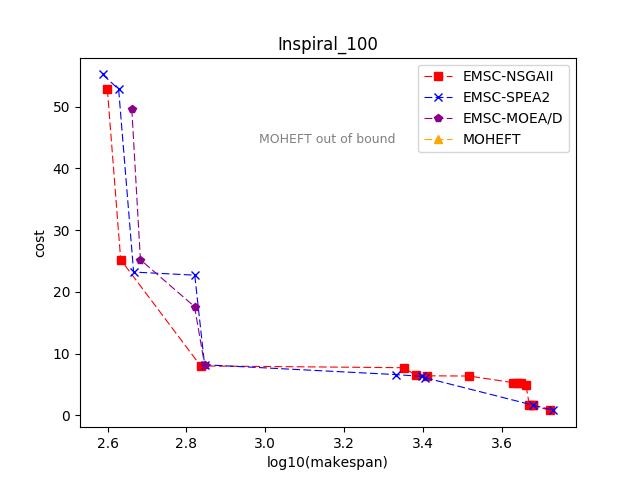 Inspiral_100
EMSC-NSGAII
EMSC-SPEA2
EMSC-MOEA/D
MOHEFT
MOHEFT out of bound
cost
50
40
30
20
10
0
2.6 2.8 3.0 3.2 3.4 3.6
log10(makespan)